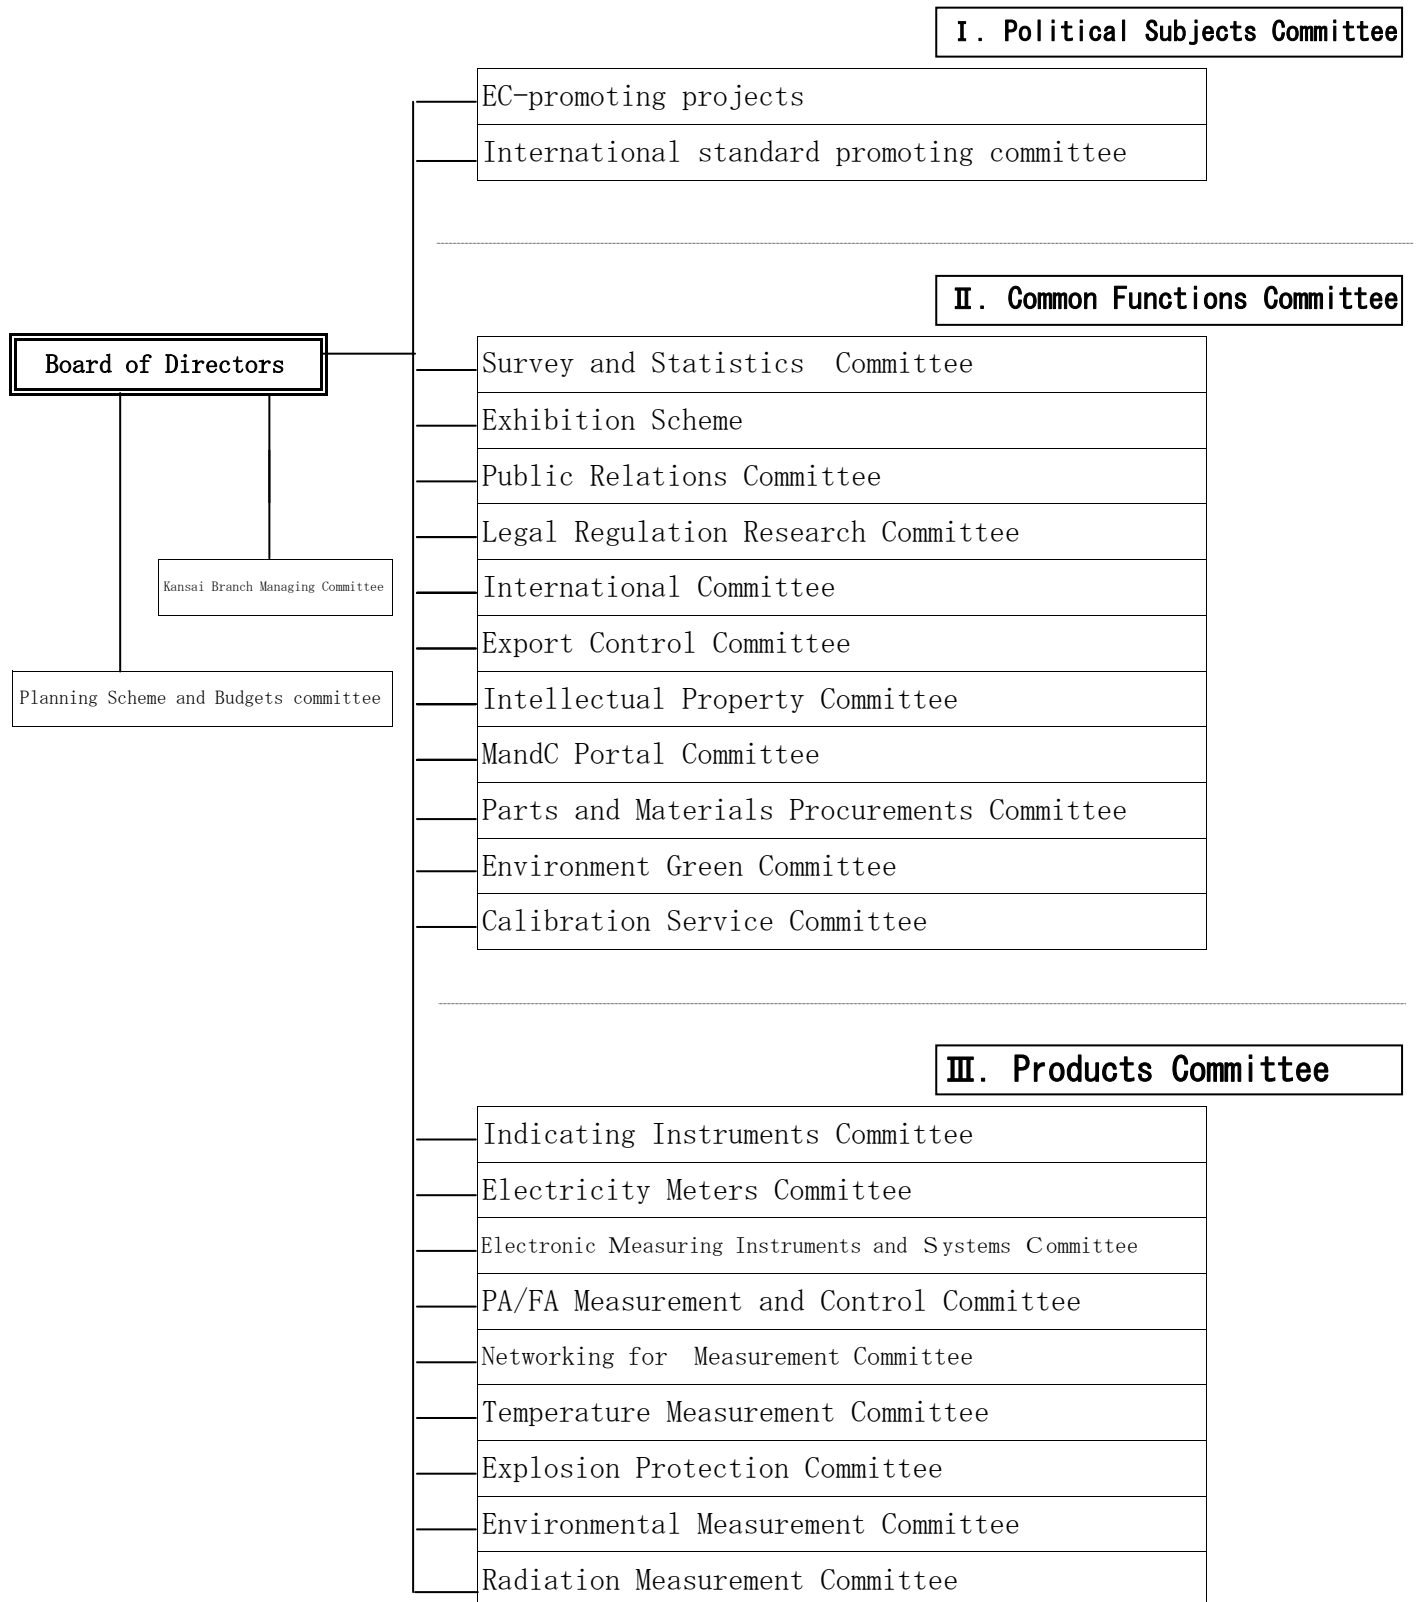 Ⅰ. Political Subjects Committee
EC-promoting projects
International standard promoting committee
Ⅱ. Common Functions Committee
Board of Directors
Survey and Statistics Committee
Exhibition Scheme
Public Relations Committee
Legal Regulation Research Committee
International Committee
Kansai Branch Managing Committee
Export Control Committee
Intellectual Property Committee
Planning Scheme and Budgets committee
MandC Portal Committee
Parts and Materials Procurements Committee
Environment Green Committee
Calibration Service Committee
Ⅲ. Products Committee
Indicating Instruments Committee
Electricity Meters Committee
Electronic Measuring Instruments and Systems Committee
PA/FA Measurement and Control Committee
Networking for Measurement Committee
Temperature Measurement Committee
Explosion Protection Committee
Environmental Measurement Committee
Radiation Measurement Committee